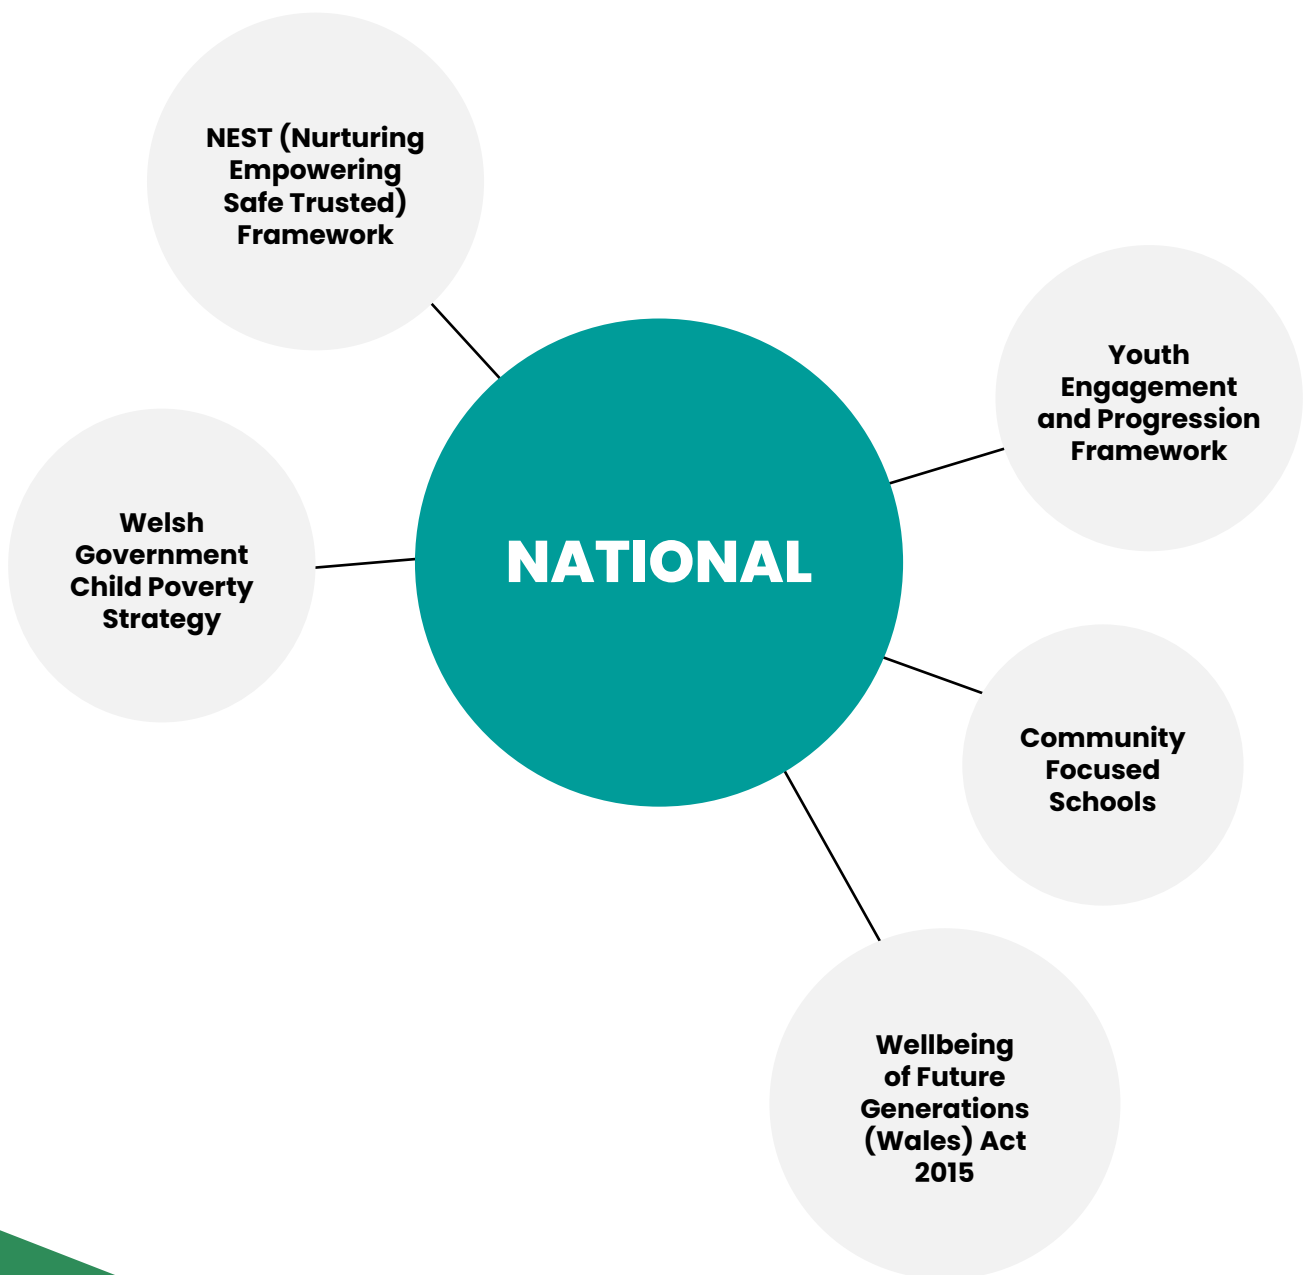 NEST (Nurturing
Empowering
Safe Trusted)
Framework
Youth
Engagement
and Progression
Framework
Welsh
Government
Child Poverty
Strategy
NATIONAL
Community
Focused
Schools
Wellbeing
of Future
Generations
(Wales) Act
2015